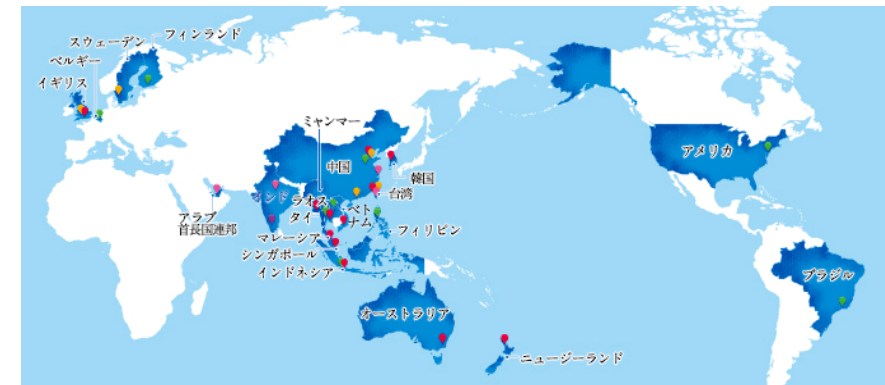 フィンランド
スウェーデン
ベルギー
イギリス
ミャンマー
中国
韓国
台湾
インド
ラオス
タイ
ベト
ナム
フィリピン
アラブ
首長国連邦
マレーシア
シンガポール
インドネシア
オーストラリア
ニュージーランド
アメリカ
ブラジル